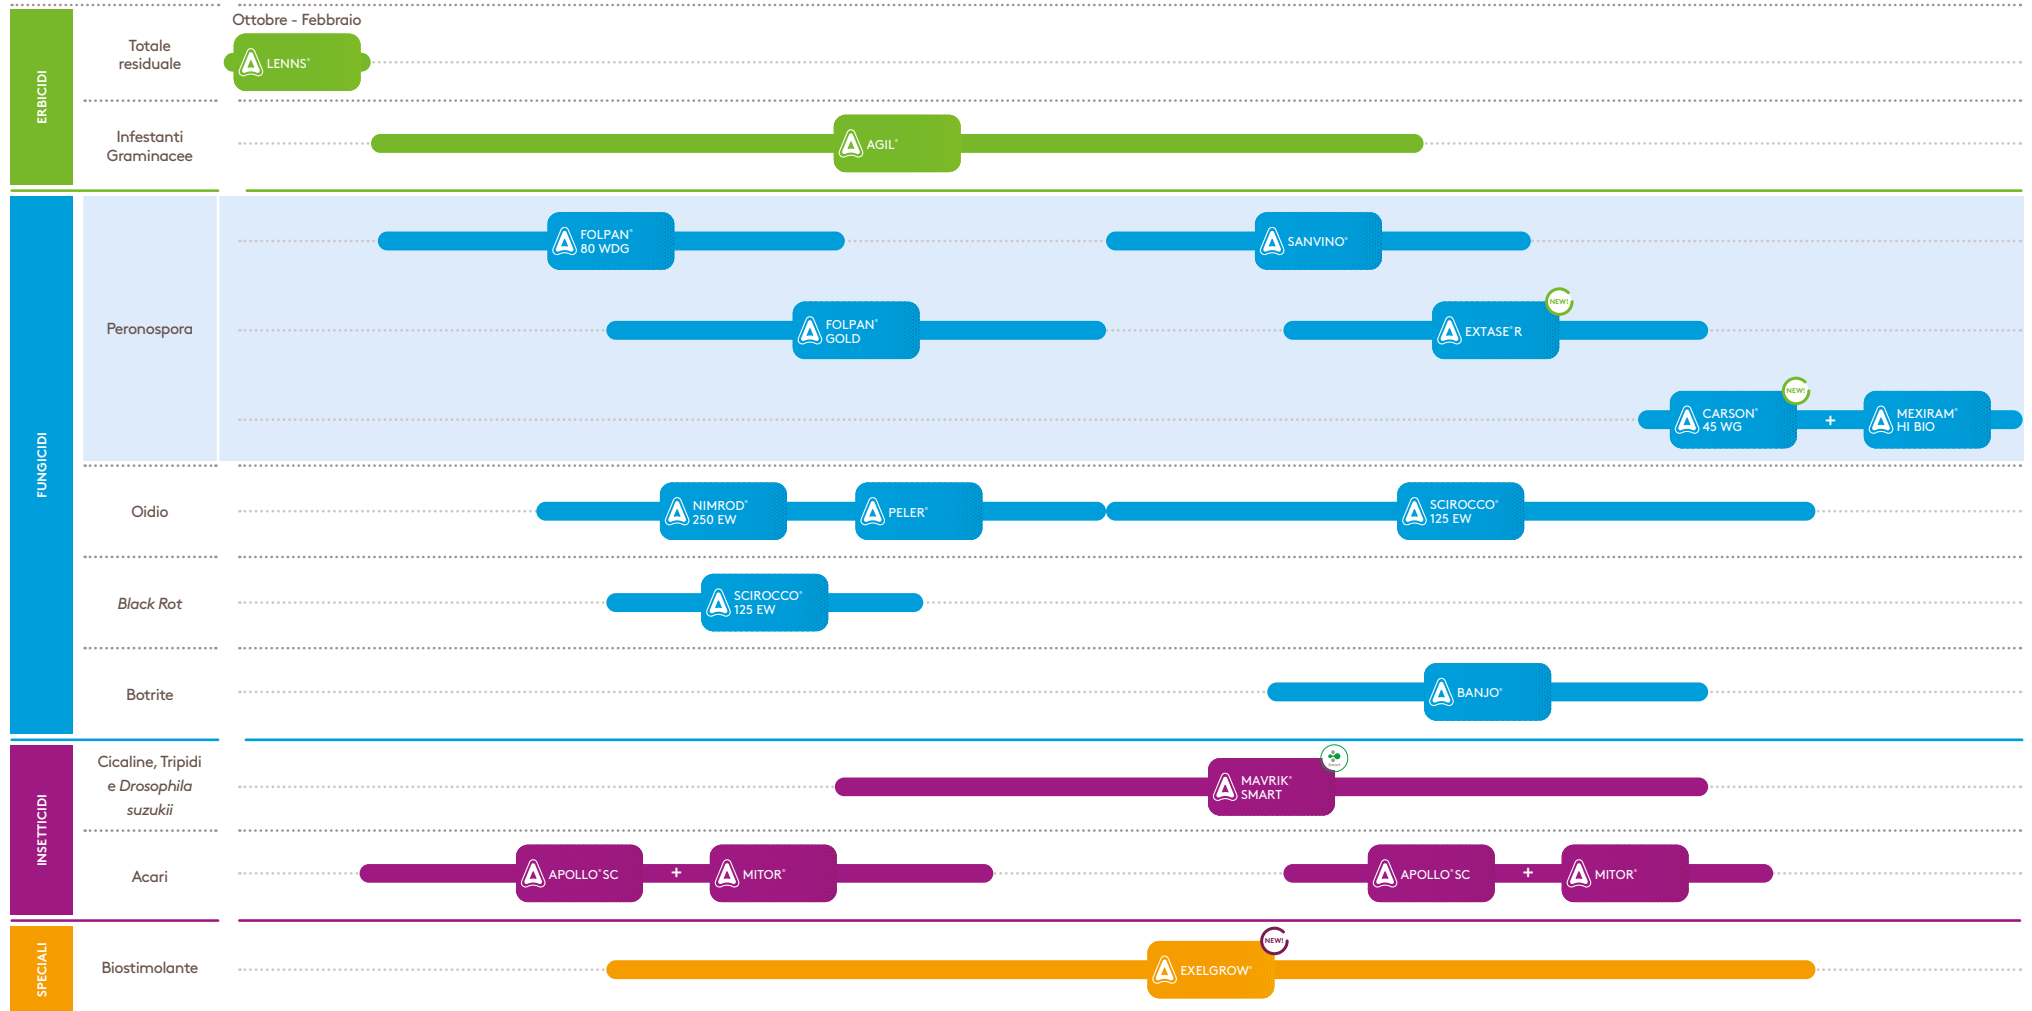 ERBICIDI
Totale
residuale
Ottobre - Febbraio
LENNS®
Infestanti
Graminacee
AGIL®
FUNGICIDI
Peronospora
FOLPAN®
80 WDG
SANVINO®
FOLPAN®
GOLD
EXTASE® R
NEW!
CARSON®
45 WG
NEW!
+
MEXIRAM®
HI BIO
Oidio
NIMROD®
250 EW
PELER®
SCIROCCO®
125 EW
Black Rot
SCIROCCO®
125 EW
Botrite
BANJO®
INSETTICIDI
Cicaline, Tripidi
e Drosophila
suzukii
MAVRIK®
SMART
Smart
Acari
APOLLO® SC
+
MITOR®
APOLLO® SC
+
MITOR®
SPECIALI
Biostimolante
EXELGROW®
NEW!